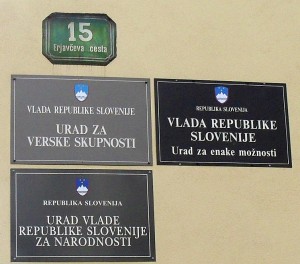 15
Erjavčeva cesta
VLADA REPUBLIKE SLOVENIJE
URAD ZA
VERSKE SKUPNOSTI
REPUBLIKA SLOVENIJA
VLADA REPUBLIKE
SLOVENIJE
Urad za enake možnosti
REPUBLIKA SLOVENIJA
URAD VLADE
REPUBLIKE SLOVENIJE
ZA NARODNOSTI